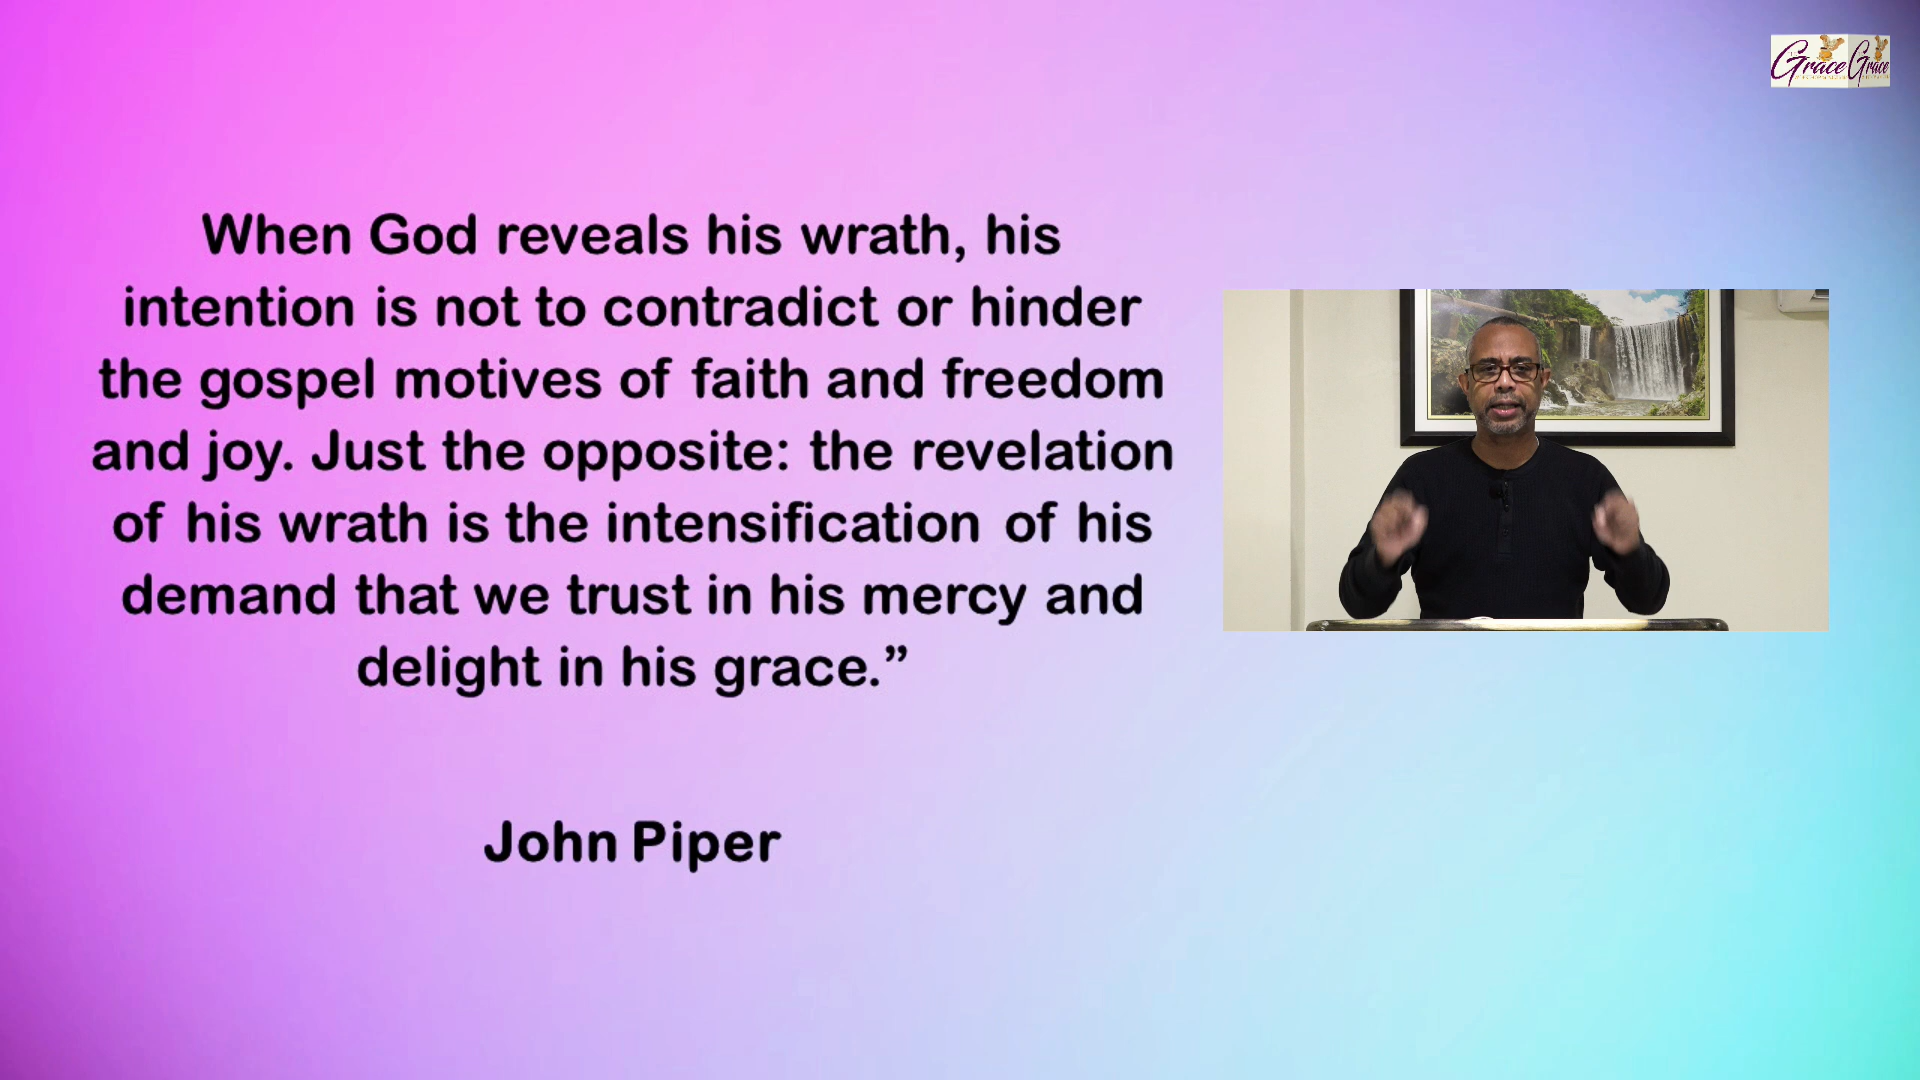 Grace Grace
When God reveals his wrath, his
intention is not to contradict or hinder
the gospel motives of faith and freedom
and joy. Just the opposite: the revelation
of his wrath is the intensification of his
demand that we trust in his mercy and
delight in his grace.”
John Piper